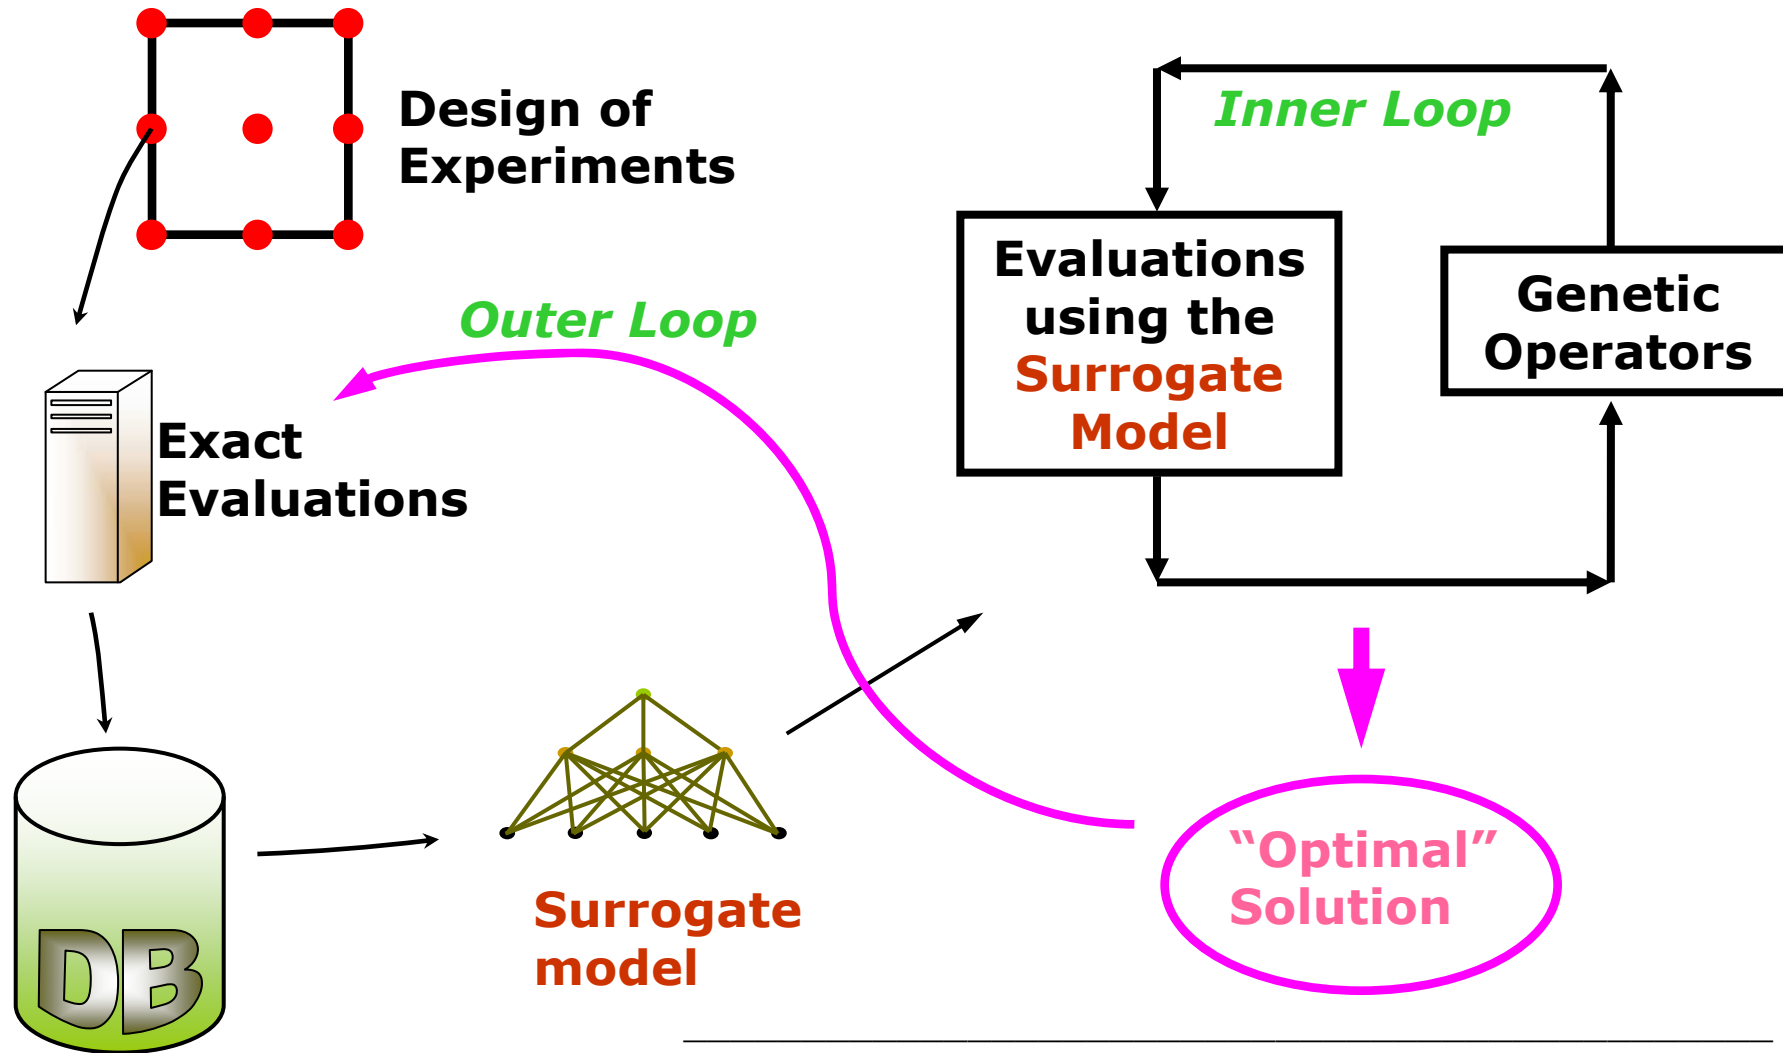 Design of
Experiments
Inner Loop
Evaluations
using the
Surrogate
Model
Genetic
Operators
Outer Loop
Exact
Evaluations
“Optimal”
Solution
Surrogate
model
DB